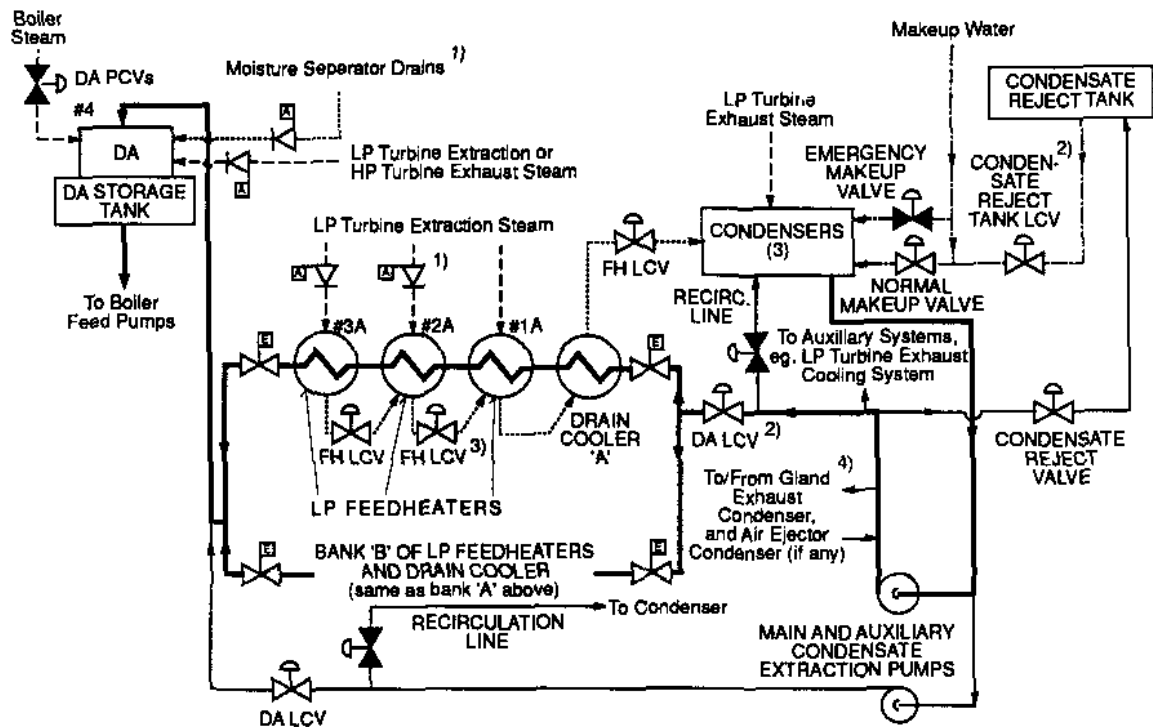 Boiler
Steam
DA PCVs
#4
DA
DA STORAGE
TANK
To Boiler
Feed Pumps
Moisture Separator Drains 1)
A
A
LP Turbine Extraction or
HP Turbine Exhaust Steam
LP Turbine Extraction Steam
A
A
1)
#3A
#2A
#1A
E
E
FH LCV
FH LCV 3)
DRAIN
COOLER
'A'
LP FEEDHEATERS
FH LCV
LP Turbine
Exhaust Steam
CONDENSERS
(3)
EMERGENCY
MAKEUP
VALVE
Makeup Water
CONDENSATE
REJECT TANK
CONDEN- 2)
SATE
REJECT
TANK LCV
NORMAL
MAKEUP VALVE
RECIRC.
LINE
To Auxiliary Systems,
eg. LP Turbine Exhaust
Cooling System
DA LCV 2)
CONDENSATE
REJECT
VALVE
To/From Gland 4)
Exhaust
Condenser,
and Air Ejector
Condenser (if any)
E
E
BANK 'B' OF LP FEEDHEATERS
AND DRAIN COOLER
(same as bank 'A' above)
To Condenser
RECIRCULATION
LINE
MAIN AND AUXILIARY
CONDENSATE
EXTRACTION PUMPS
DA LCV